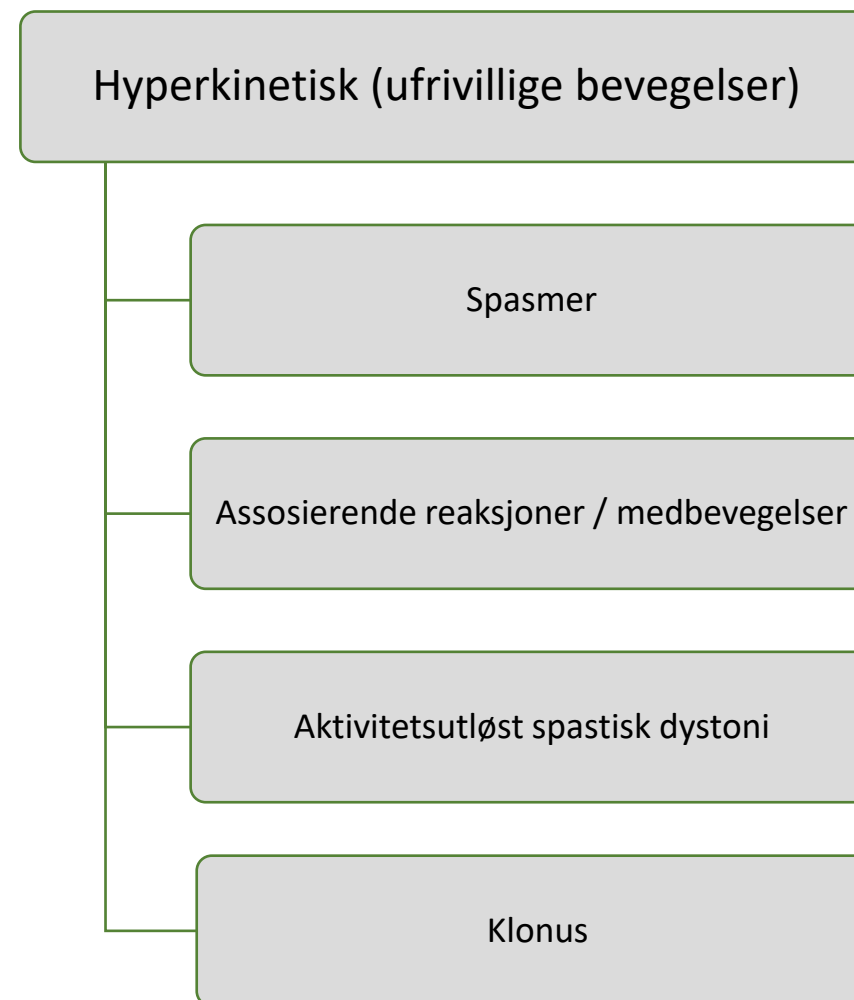 Hyperkinetisk (ufrivillige bevegelser)
Spasmer
Assosierende reaksjoner / medbevegelser
Aktivitetsutløst spastisk dystoni
Klonus